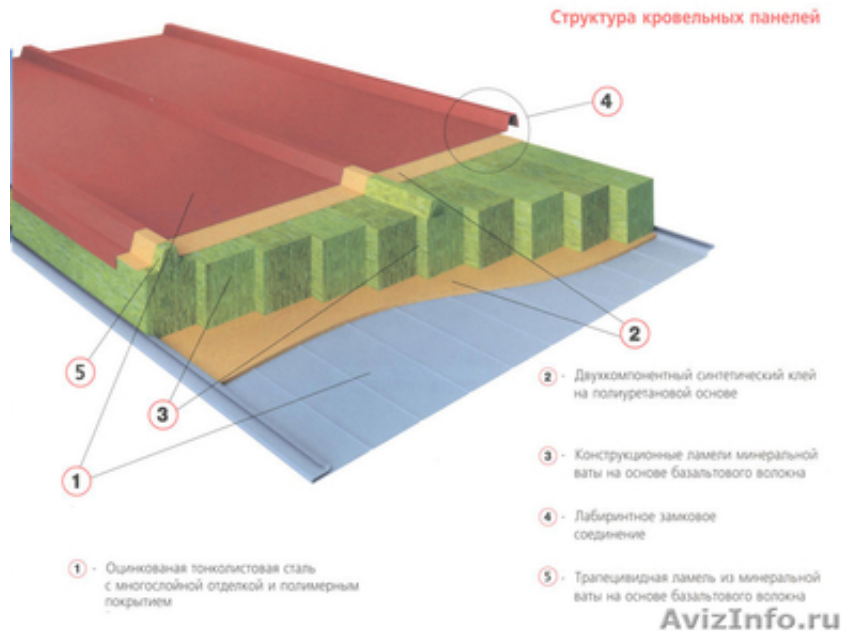 Структура кровельных панелей
4
2
5
3
1
2 - Двухкомпонентный синтетический клей
на полиуретановой основе
3 - Конструкционные ламели минеральной
ваты на основе базальтового волокна
4 - Лабиринтное замковое
соединение
1 - Оцинкованая тонколистовая сталь
с многослойной отделкой и полимерным
покрытием
5 - Трапецивидная ламель из минеральной
ваты на основе базальтового волокна
AvizInfo.ru